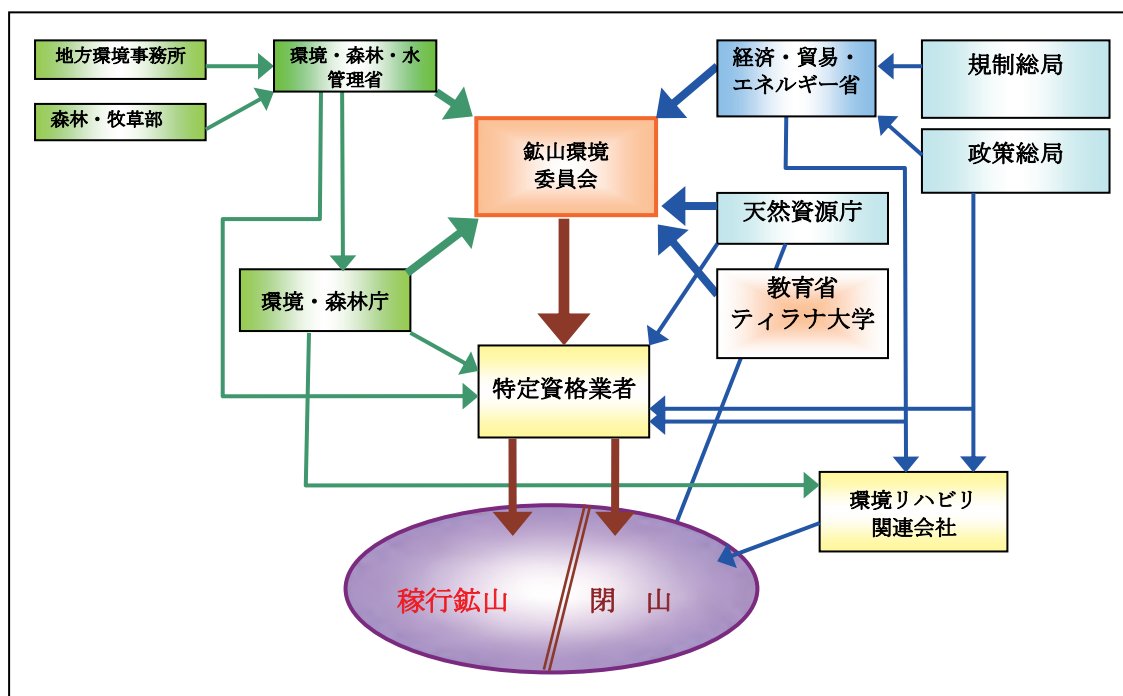 地方環境事務所
環境・森林・水
管理省
経済・貿易・
エネルギー省
規制総局
森林・牧草部
鉱山環境
委員会
政策総局
天然資源庁
環境・森林庁
教育省
ティラナ大学
特定資格業者
環境リハビリ
関連会社
稼行鉱山
閉　山